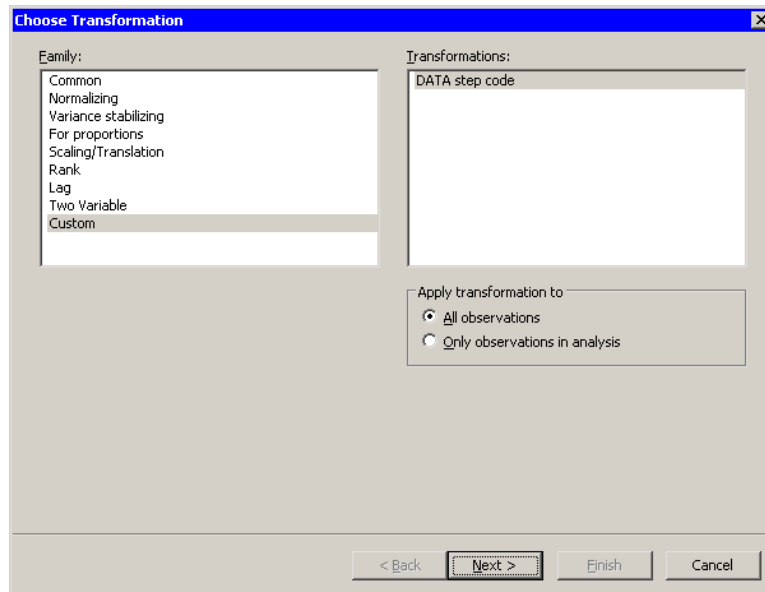 Choose Transformation
Family:
Common
Normalizing
Variance stabilizing
For proportions
Scaling/Translation
Rank
Lag
Two Variable
Custom
Transformations:
DATA step code
Apply transformation to
All observations
Only observations in analysis
< Back
Next >
Finish
Cancel